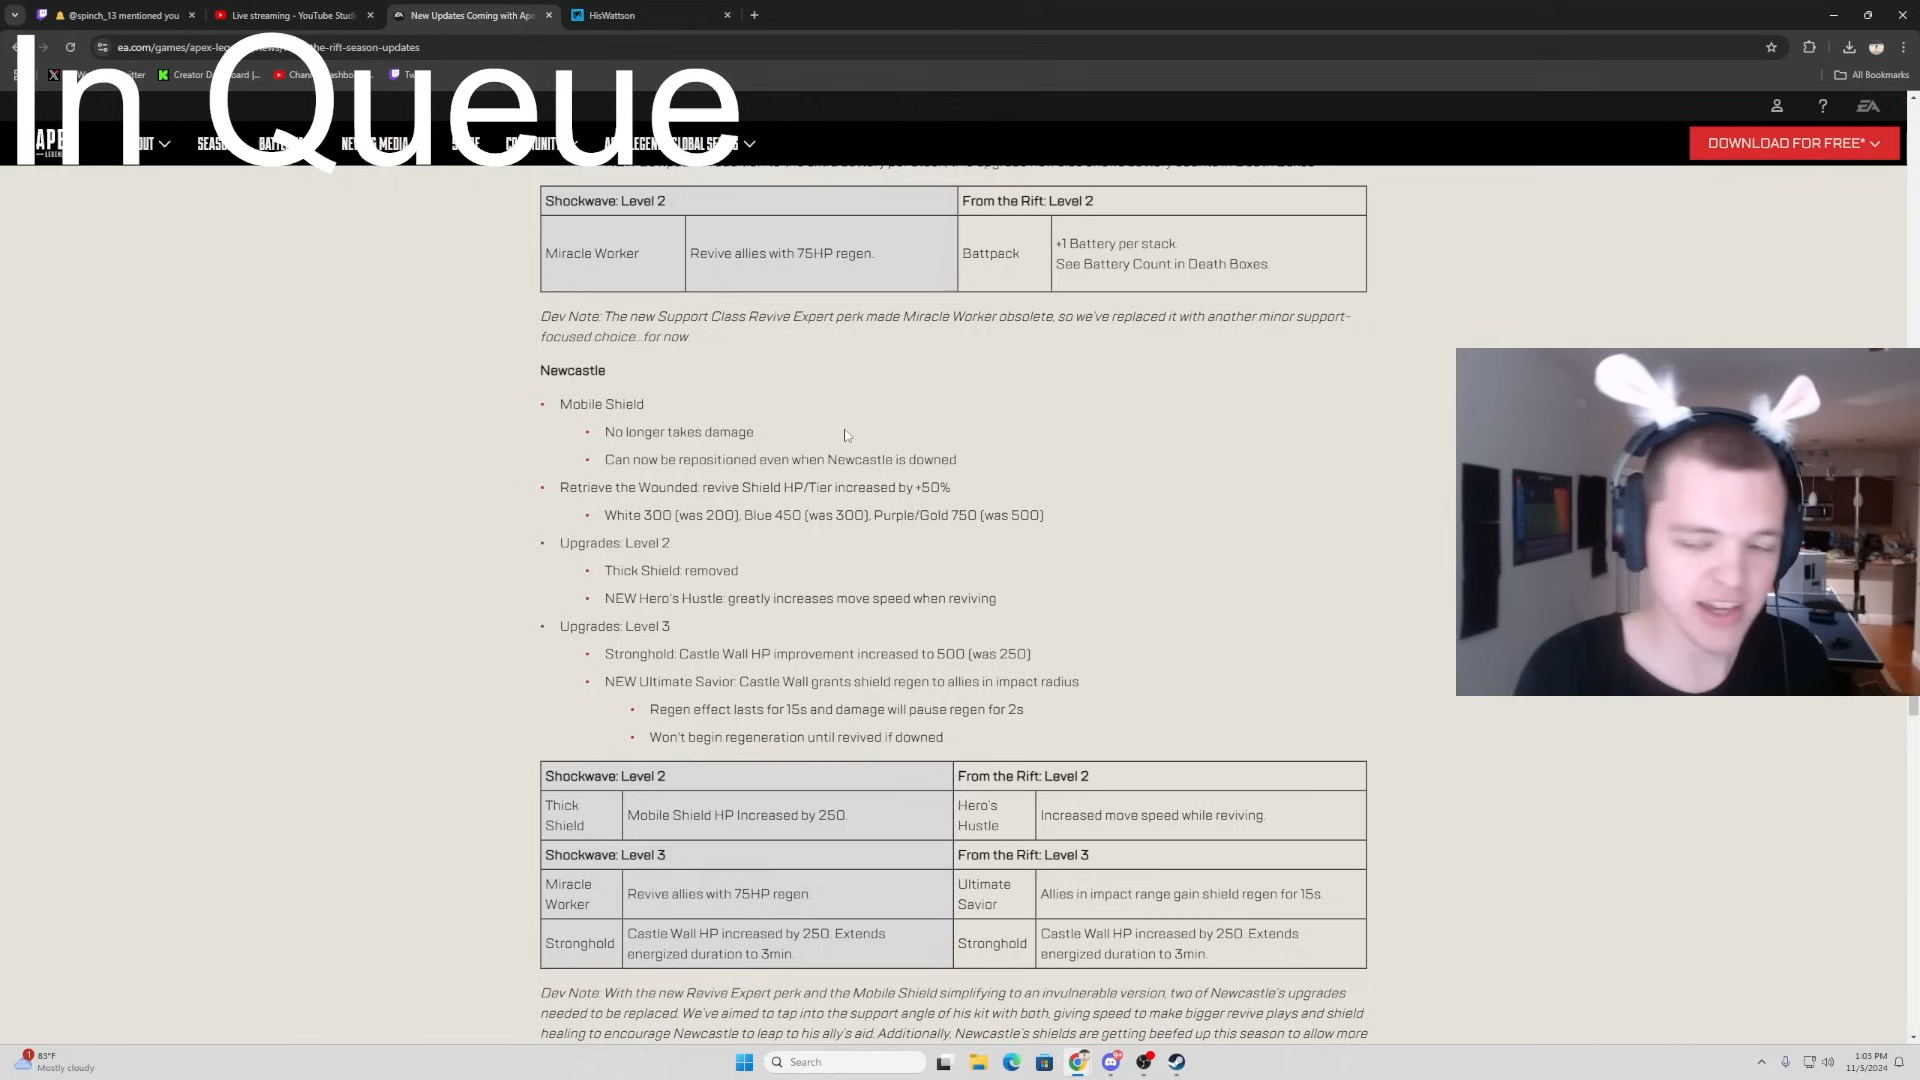 @spinch_13 mentioned you
Live streaming - YouTube Studi
New Updates Coming with Ape
HisWattson
ea.com/games/apex-le
the-rift-season-updates
Creator Dashboard |...
All Bookmarks
In Queue
DOWNLOAD FOR FREE*
Shockwave: Level 2 From the Rift: Level 2
Miracle Worker Revive allies with 75HP regen. Battpack +1 Battery per stack.
See Battery Count in Death Boxes.
Dev Note: The new Support Class Revive Expert perk made Miracle Worker obsolete, so we've replaced it with another minor support-
focused choice...for now.
Newcastle
• Mobile Shield
• No longer takes damage
• Can now be repositioned even when Newcastle is downed
• Retrieve the Wounded: revive Shield HP/Tier increased by +50%
• White 300 (was 200), Blue 450 (was 300), Purple/Gold 750 (was 500)
• Upgrades: Level 2
• Thick Shield: removed
• NEW Hero's Hustle: greatly increases move speed when reviving
• Upgrades: Level 3
• Stronghold: Castle Wall HP improvement increased to 500 (was 250)
• NEW Ultimate Savior: Castle Wall grants shield regen to allies in impact radius
• Regen effect lasts for 15s and damage will pause regen for 2s
• Won't begin regeneration until revived if downed
Shockwave: Level 2 From the Rift: Level 2
Thick Shield Mobile Shield HP Increased by 250. Hero's Hustle Increased move speed while reviving.
Shockwave: Level 3 From the Rift: Level 3
Miracle Worker Revive allies with 75HP regen. Ultimate Savior Allies in impact range gain shield regen for 15s.
Stronghold Castle Wall HP increased by 250. Extends energized duration to 3min. Stronghold Castle Wall HP increased by 250. Extends energized duration to 3min.
Dev Note: With the new Revive Expert perk and the Mobile Shield simplifying to an invulnerable version, two of Newcastle's upgrades
needed to be replaced. We've aimed to tap into the support angle of his kit with both, giving speed to make bigger revive plays and shield
healing to encourage Newcastle to leap to his ally's aid. Additionally, Newcastle's shields are getting beefed up this season to allow more
83°F
Mostly cloudy
Search
1:03 PM
11/5/2024